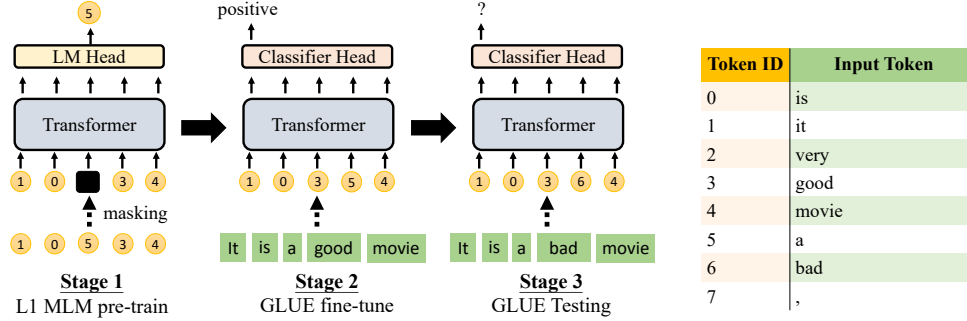 5
LM Head
Transformer
1 0 3 4
masking
1 0 5 3 4
Stage 1
L1 MLM pre-train
positive
Classifier Head
Transformer
1 0 3 5 4
It is a good movie
Stage 2
GLUE fine-tune
?
Classifier Head
Transformer
1 0 3 6 4
It is a bad movie
Stage 3
GLUE Testing
Token ID Input Token
0 is
1 it
2 very
3 good
4 movie
5 a
6 bad
7 ,